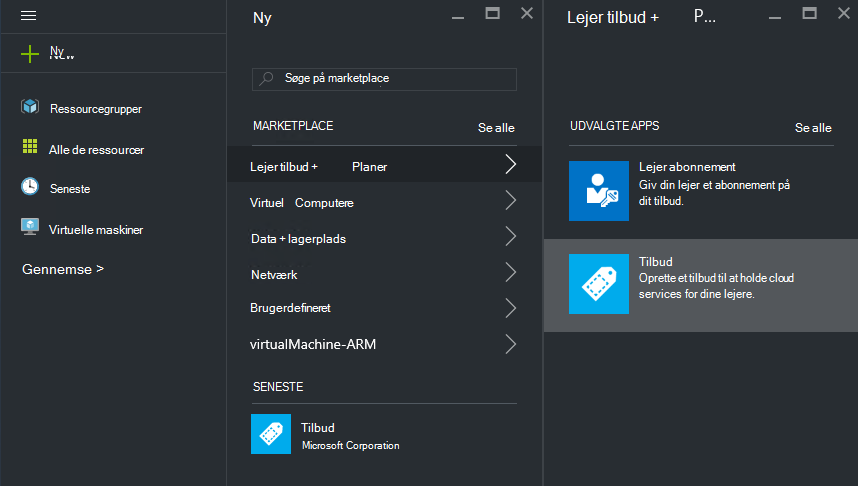 Ny
Ressourcegrupper
Alle de ressourcer
Seneste
Virtuelle maskiner
Gennemse >
Ny
Søge på marketplace
MARKETPLACE Se alle
Lejer tilbud + Planer
Virtuel Computere
Data + lagerplads
Netværk
Brugerdefineret
virtualMachine-ARM
SENESTE
Tilbud
Microsoft Corporation
Lejer tilbud + P...
UDVALGTE APPS Se alle
Lejer abonnement
Giv din lejer et abonnement på
dit tilbud.
Tilbud
Oprette et tilbud til at holde cloud
services for dine lejere.